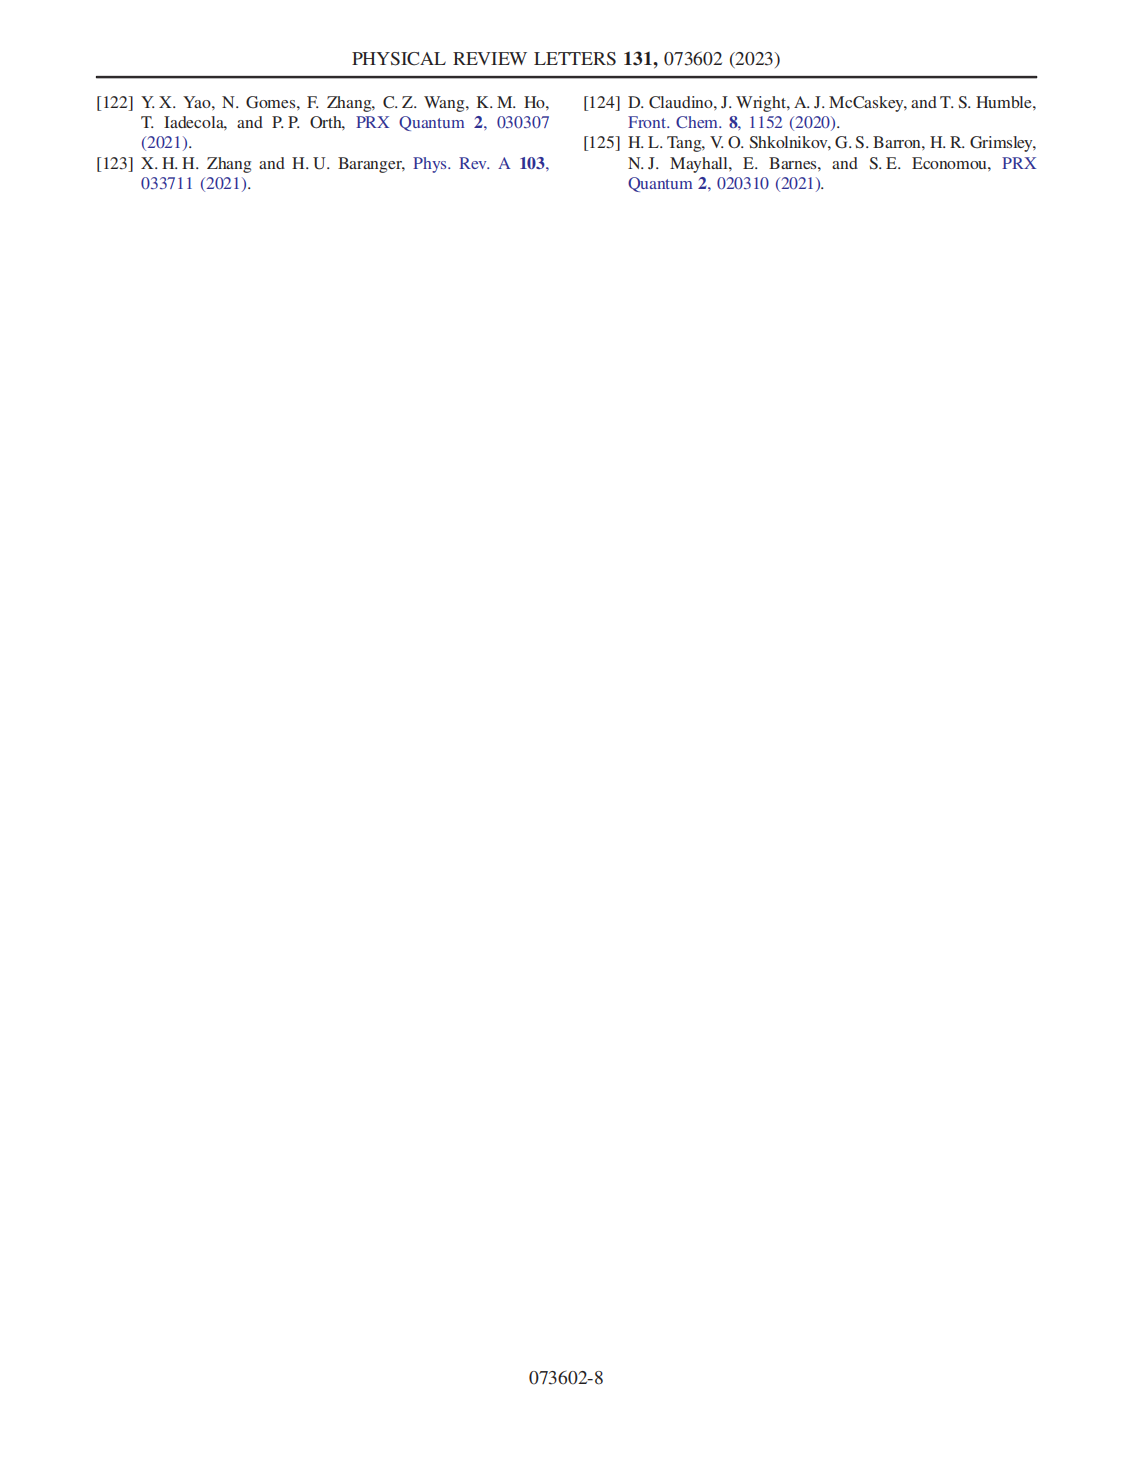 PHYSICAL REVIEW LETTERS 131, 073602 (2023)
[122] Y. X. Yao, N. Gomes, F. Zhang, C. Z. Wang, K. M. Ho,
T. Iadecola, and P. P. Orth, PRX Quantum 2, 030307
(2021).
[123] X. H. H. Zhang and H. U. Baranger, Phys. Rev. A 103,
033711 (2021).
[124] D. Claudino, J. Wright, A. J. McCaskey, and T. S. Humble,
Front. Chem. 8, 1152 (2020).
[125] H. L. Tang, V. O. Shkolnikov, G. S. Barron, H. R. Grimsley,
N. J. Mayhall, E. Barnes, and S. E. Economou, PRX
Quantum 2, 020310 (2021).
073602-8